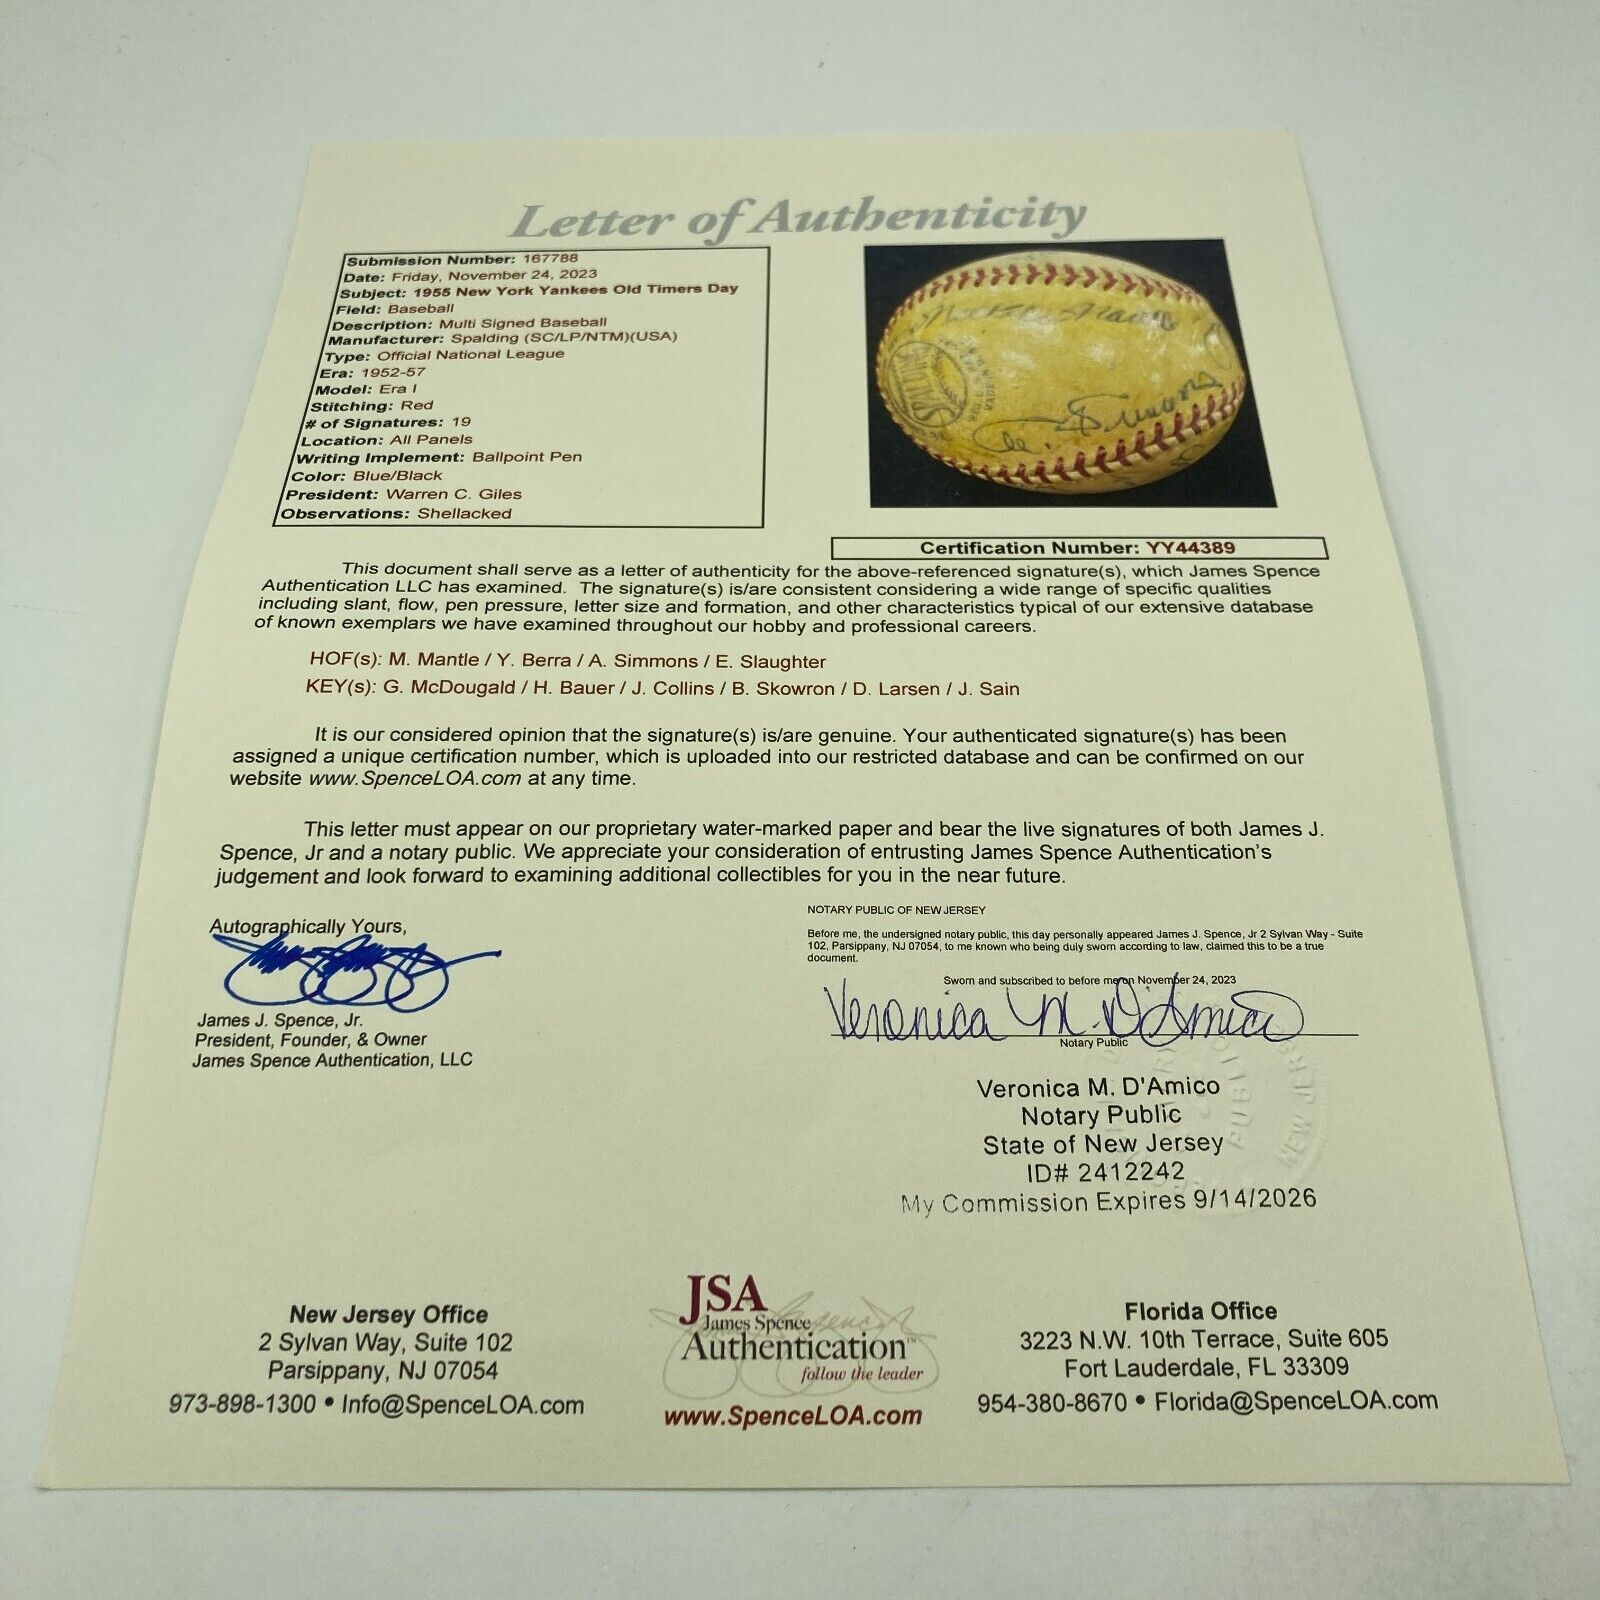 Letter of Authenticity
Submission Number: 167788
Date: Friday, November 24, 2023
Subject: 1955 New York Yankees Old Timers Day
Field: Baseball
Description: Multi Signed Baseball
Manufacturer: Spalding (SC/LP/NTM)(USA)
Type: Official National League
Era: 1952-57
Model: Era I
Stitching: Red
# of Signatures: 19
Location: All Panels
Writing Implement: Ballpoint Pen
Color: Blue/Black
President: Warren C. Giles
Observations: Shellacked
SPALDING
Certification Number: YY44389
This document shall serve as a letter of authenticity for the above-referenced signature(s), which James Spence
Authentication LLC has examined. The signature(s) is/are consistent considering a wide range of specific qualities
including slant, flow, pen pressure, letter size and formation, and other characteristics typical of our extensive database
of known exemplars we have examined throughout our hobby and professional careers.
HOF(s): M. Mantle / Y. Berra / A. Simmons / E. Slaughter
KEY(s): G. McDougald / H. Bauer / J. Collins / B. Skowron / D. Larsen / J. Sain
It is our considered opinion that the signature(s) is/are genuine. Your authenticated signature(s) has been
assigned a unique certification number, which is uploaded into our restricted database and can be confirmed on our
website www.SpenceLOA.com at any time.
This letter must appear on our proprietary water-marked paper and bear the live signatures of both James J.
Spence, Jr and a notary public. We appreciate your consideration of entrusting James Spence Authentication's
judgement and look forward to examining additional collectibles for you in the near future.
Autographically Yours,
James J. Spence, Jr.
President, Founder, & Owner
James Spence Authentication, LLC
NOTARY PUBLIC OF NEW JERSEY
Before me, the undersigned notary public, this day personally appeared James J. Spence, Jr 2 Sylvan Way - Suite
102, Parsippany, NJ 07054, to me known who being duly sworn according to law, claimed this to be a true
document.
Sworn and subscribed to before me on November 24, 2023
Veronica M. D'Amico
Notary Public
Veronica M. D'Amico
Notary Public
State of New Jersey
ID# 2412242
My Commission Expires 9/14/2026
PUBLIC
NEW JERSEY
New Jersey Office
2 Sylvan Way, Suite 102
Parsippany, NJ 07054
973-898-1300 • Info@SpenceLOA.com
JSA
James Spence
Authentication™
follow the leader
www.SpenceLOA.com
Florida Office
3223 N.W. 10th Terrace, Suite 605
Fort Lauderdale, FL 33309
954-380-8670 • Florida@SpenceLOA.com